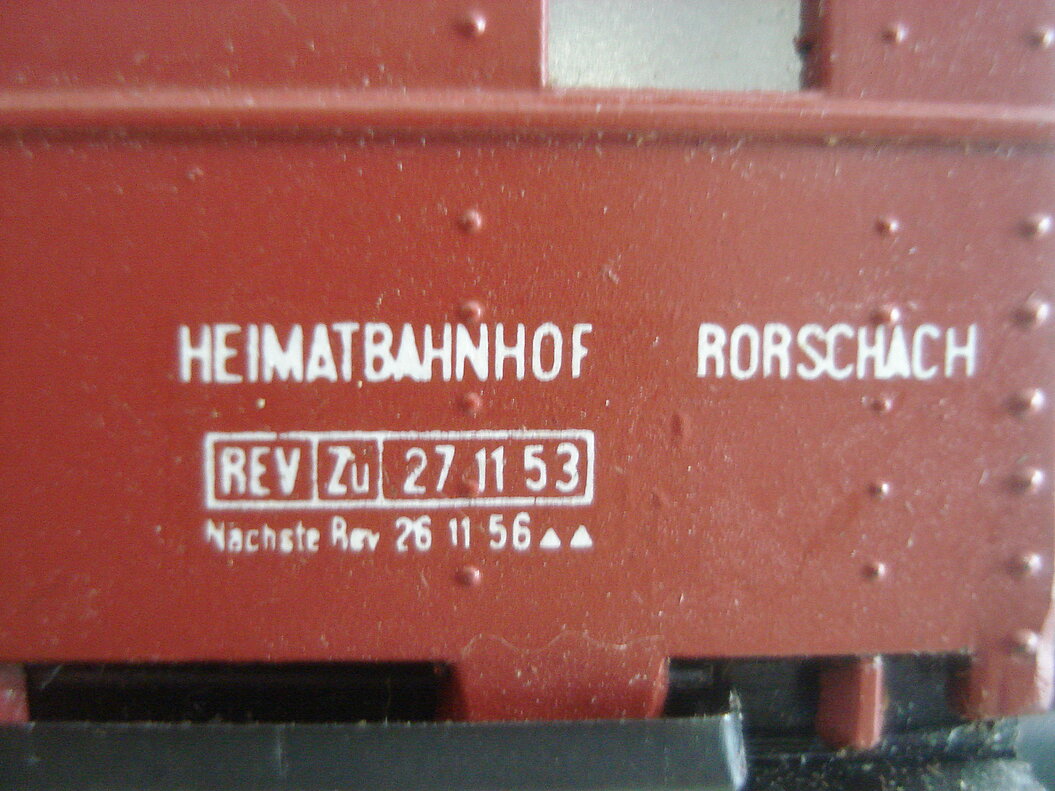 HEIMATBAHNHOF RORSCHACH
REV Zü 27 11 53
Nächste Rev 26 11 56